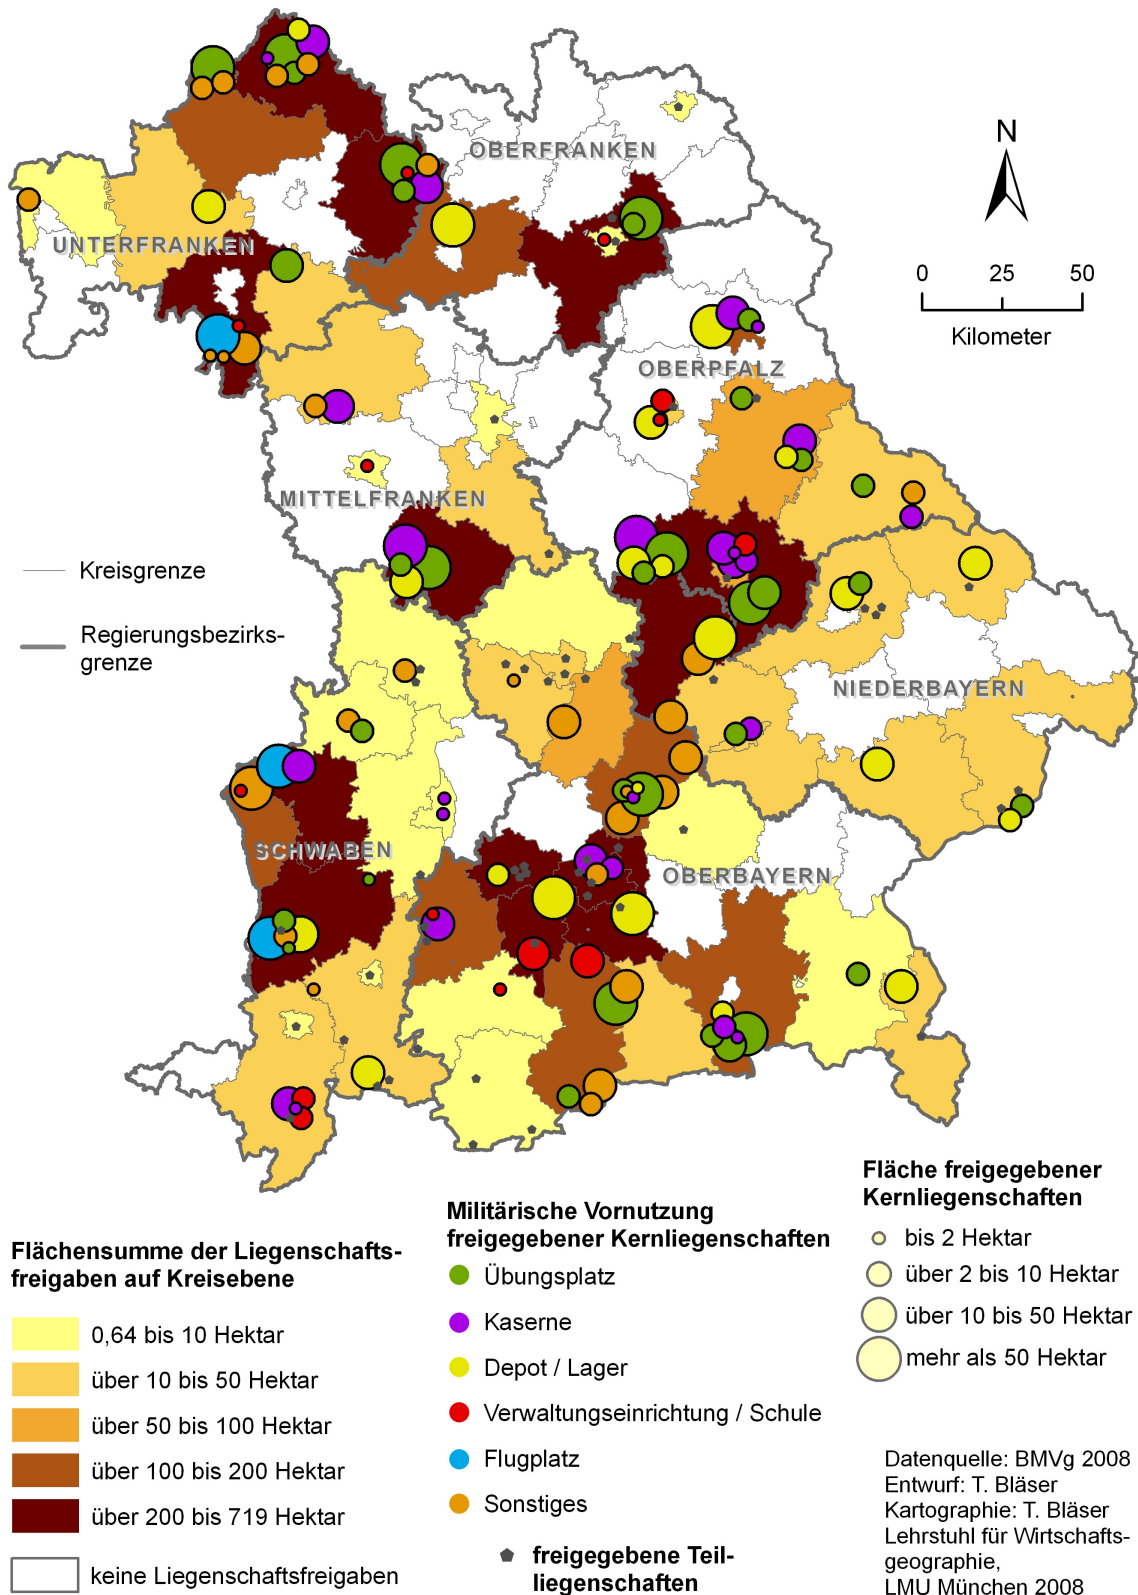 OBERFRANKEN
N
UNTERFRANKEN
0 25 50
Kilometer
OBERPFALZ
MITTELFRANKEN
Kreisgrenze
Regierungsbezirks-
grenze
NIEDERBAYERN
SCHWABEN
OBERBAYERN
Flächensumme der Liegenschafts-
freigaben auf Kreisebene
0,64 bis 10 Hektar
über 10 bis 50 Hektar
über 50 bis 100 Hektar
über 100 bis 200 Hektar
über 200 bis 719 Hektar
keine Liegenschaftsfreigaben
Militärische Vornutzung
freigegebener Kernliegenschaften
Übungsplatz
Kaserne
Depot / Lager
Verwaltungseinrichtung / Schule
Flugplatz
Sonstiges
freigegebene Teil-
liegenschaften
Fläche freigegebener
Kernliegenschaften
bis 2 Hektar
über 2 bis 10 Hektar
über 10 bis 50 Hektar
mehr als 50 Hektar
Datenquelle: BMVg 2008
Entwurf: T. Bläser
Kartographie: T. Bläser
Lehrstuhl für Wirtschafts-
geographie,
LMU München 2008